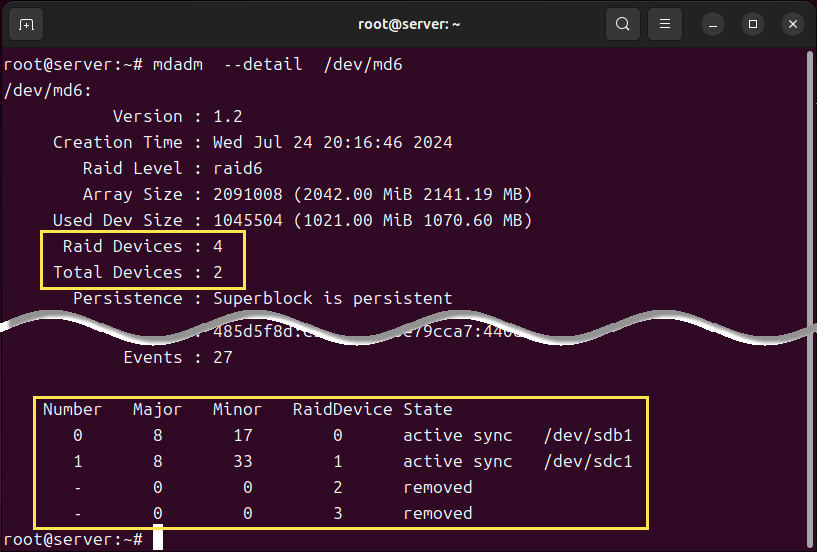 root@server: ~
root@server:~# mdadm  --detail  /dev/md6
/dev/md6:
Version : 1.2
Creation Time : Wed Jul 24 20:16:46 2024
Raid Level : raid6
Array Size : 2091008 (2042.00 MiB 2141.19 MB)
Used Dev Size : 1045504 (1021.00 MiB 1070.60 MB)
Raid Devices : 4
Total Devices : 2
Persistence : Superblock is persistent
Events : 27
Number   Major   Minor   RaidDevice State
0       8       17        0      active sync   /dev/sdb1
1       8       33        1      active sync   /dev/sdc1
-       0        0        2      removed
-       0        0        3      removed
root@server:~#